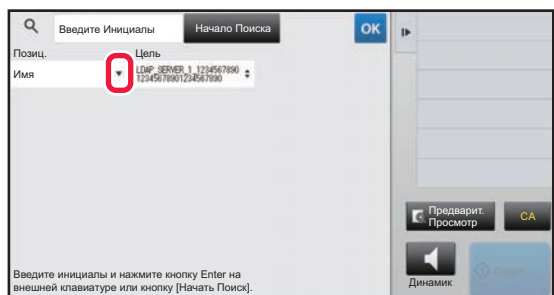 Введите Инициалы
Начало Поиска
OK
Позиц.
Цель
Имя
LDAP_SERVER_1_1234567890
12345678901234567890
Предварит.
Просмотр
CA
Динамик
Start
Введите инициалы и нажмите кнопку Enter на
внешней клавиатуре или кнопку [Начать Поиск].